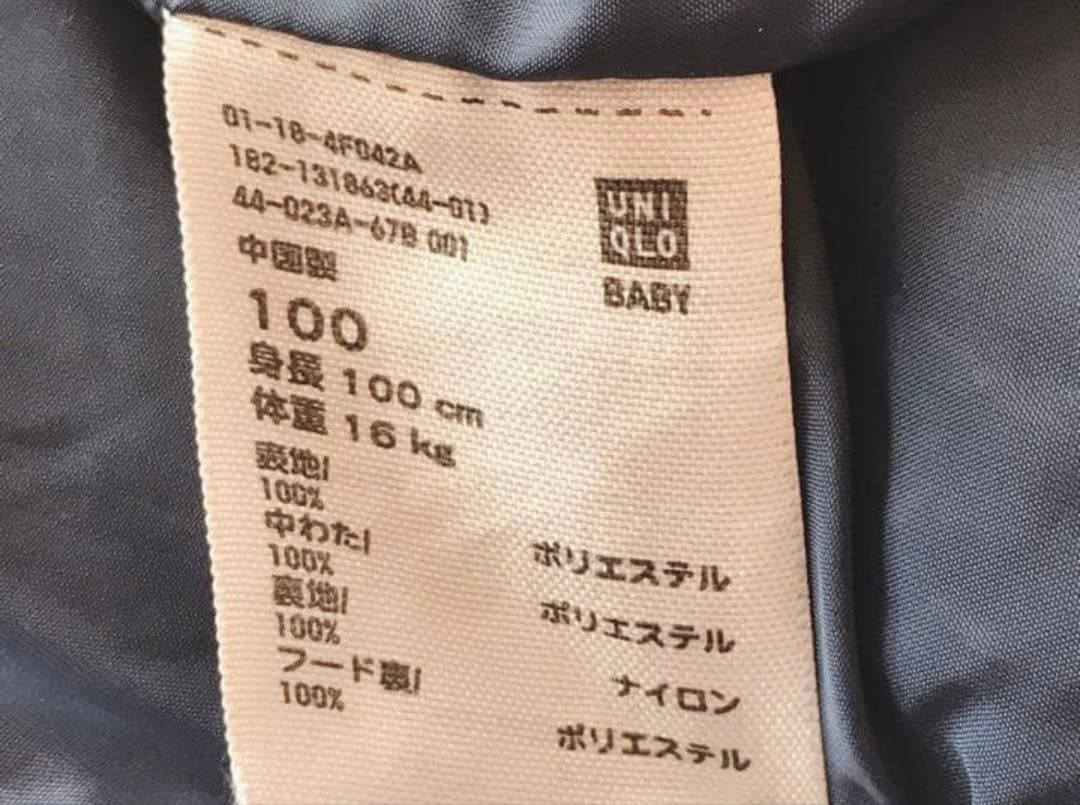 01-18-4F042A
182-131863(44-01)
44-023A-67B 001
UNI
QLO
BABY
中国製
100
身長 100 cm
体重 16 kg
表地/
100% ポリエステル
中わた/
100% ポリエステル
裏地/
100% ナイロン
フード裏/
100% ポリエステル